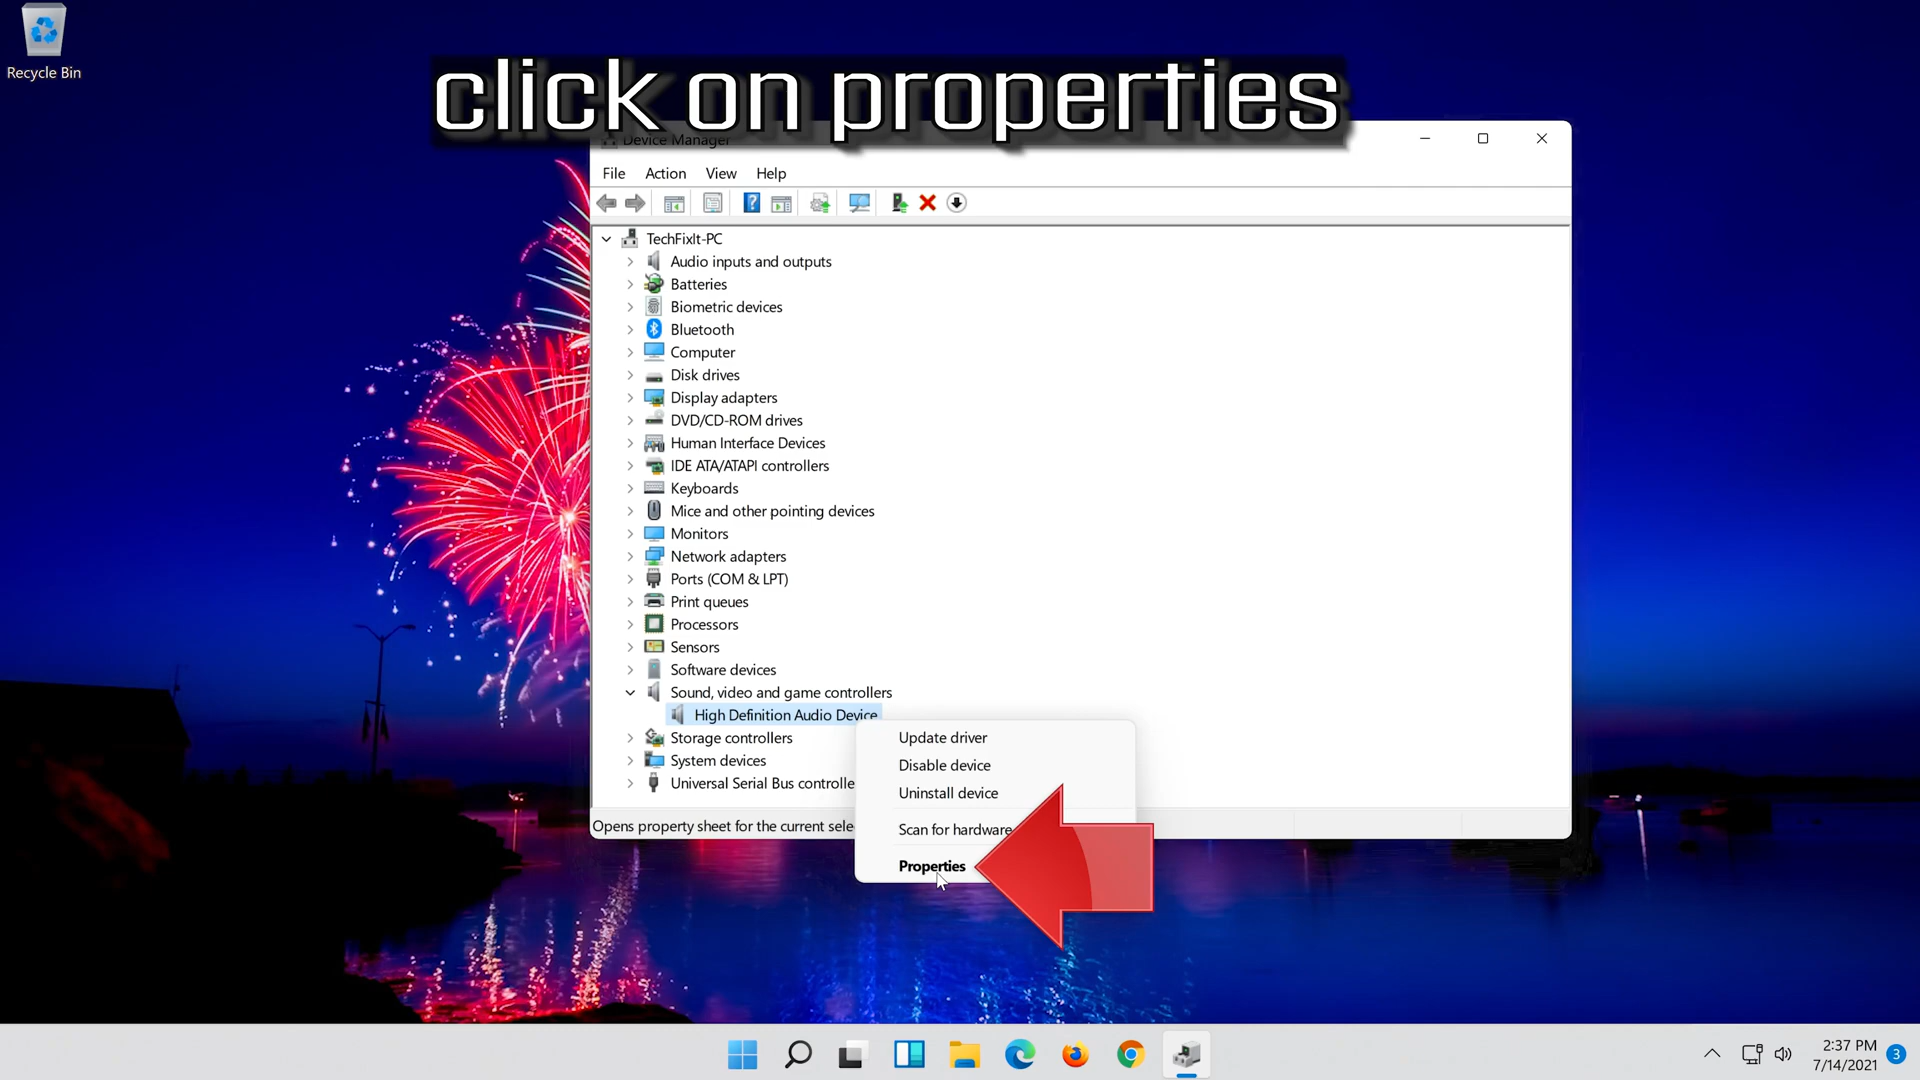 Recycle Bin
click on properties
Device Manager
File Action View Help
TechFixIt-PC
Audio inputs and outputs
Batteries
Biometric devices
Bluetooth
Computer
Disk drives
Display adapters
DVD/CD-ROM drives
Human Interface Devices
IDE ATA/ATAPI controllers
Keyboards
Mice and other pointing devices
Monitors
Network adapters
Ports (COM & LPT)
Print queues
Processors
Sensors
Software devices
Sound, video and game controllers
High Definition Audio Device
Storage controllers
System devices
Universal Serial Bus controlle
Update driver
Disable device
Uninstall device
Scan for hardware
Properties
Opens property sheet for the current sele
2:37 PM
7/14/2021
3